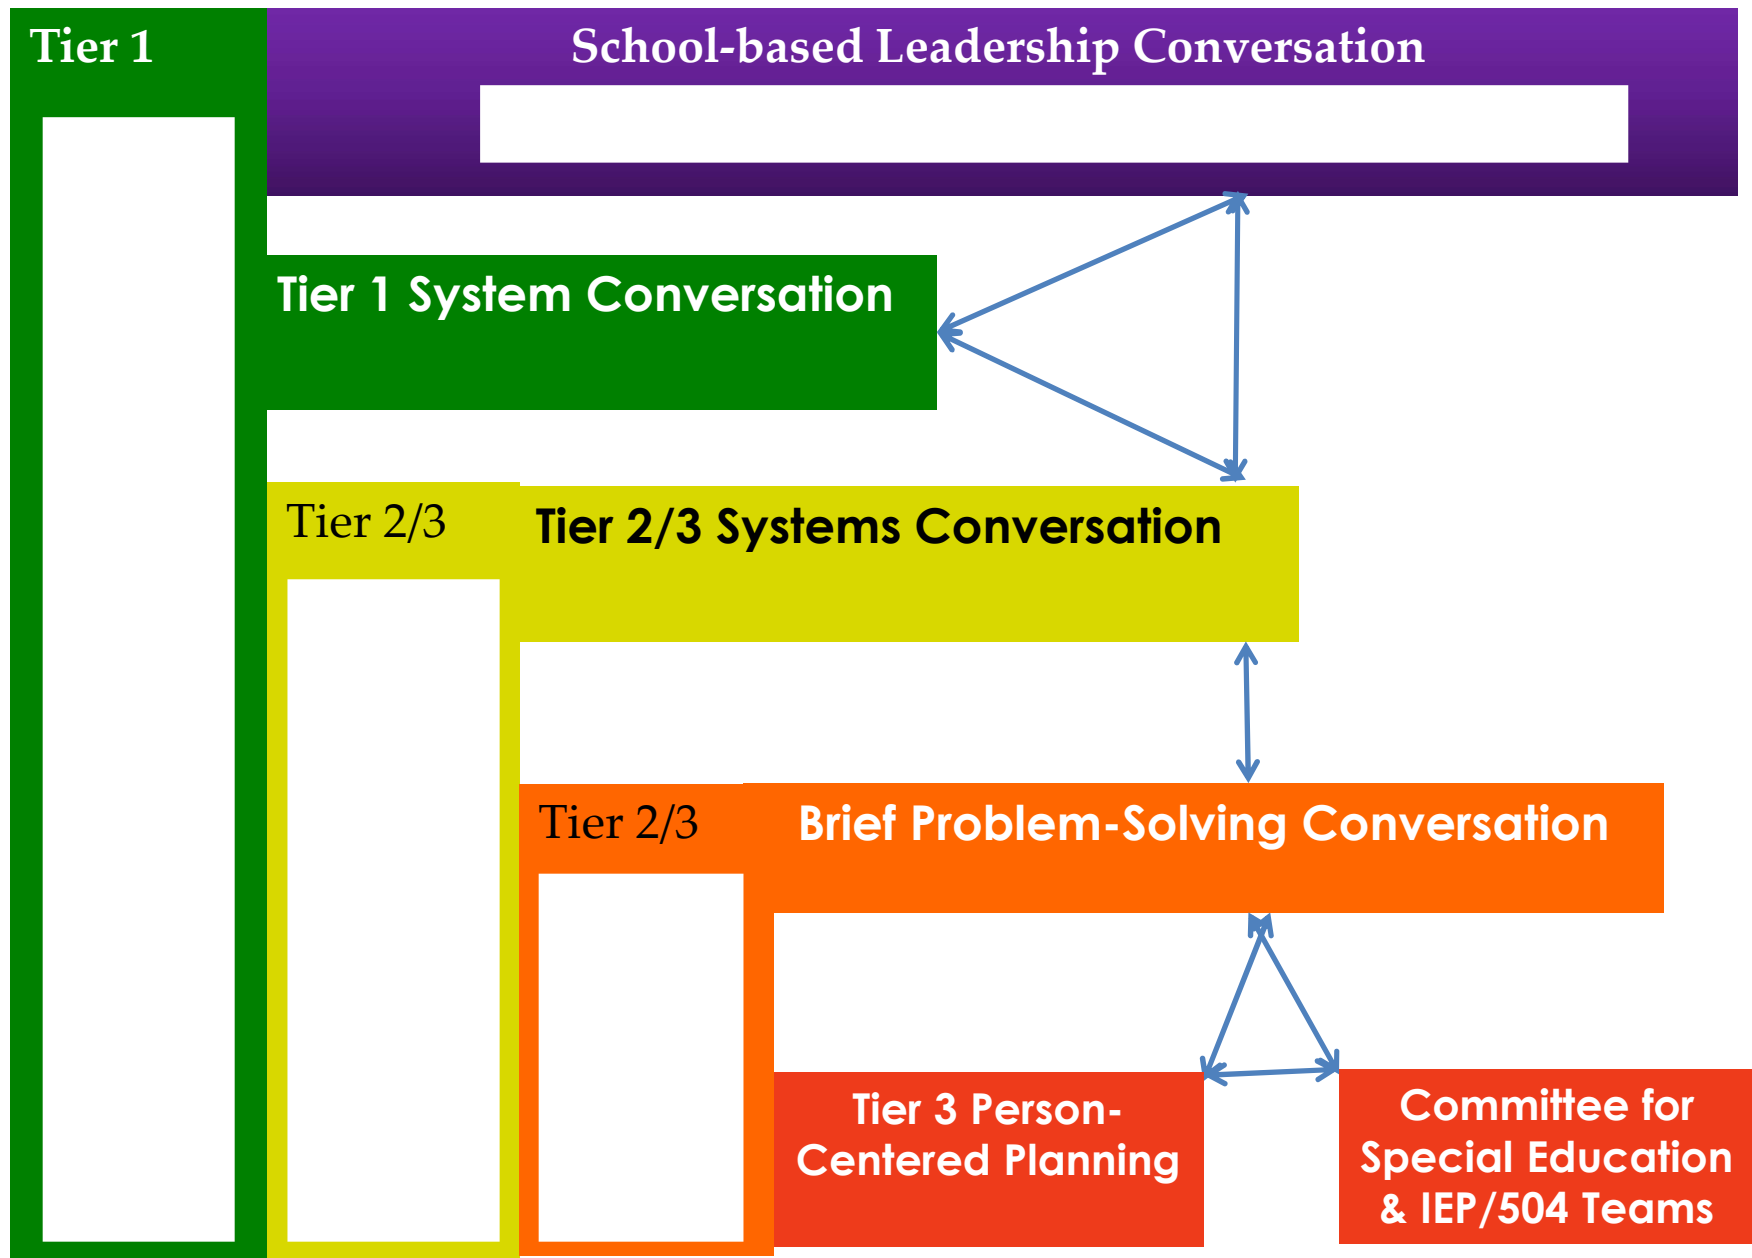 Tier 1
School-based Leadership Conversation
Tier 1 System Conversation
Tier 2/3
Tier 2/3 Systems Conversation
Tier 2/3
Brief Problem-Solving Conversation
Tier 3 Person-
Centered Planning
Committee for
Special Education
& IEP/504 Teams